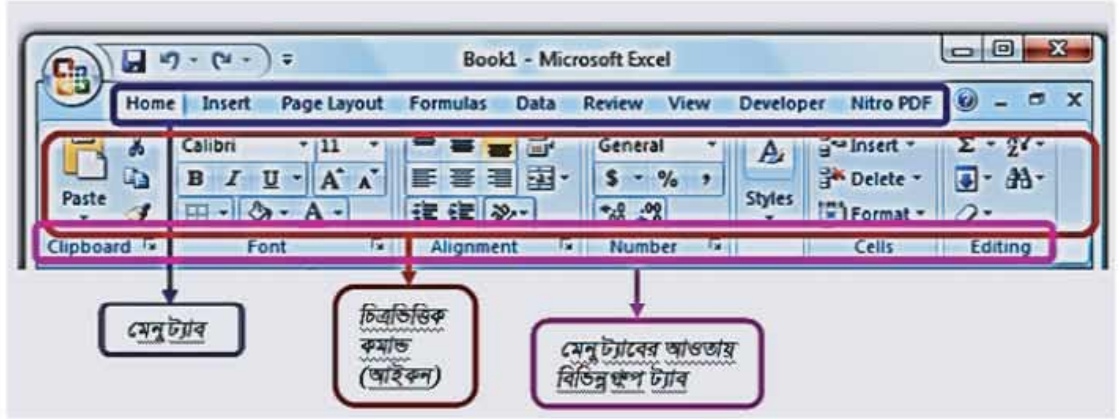 Book1 - Microsoft Excel
Home Insert Page Layout Formulas Data Review View Developer Nitro PDF
Calibri 11 General Insert
B I U A A $ % , Delete
Paste Styles
A Format
Clipboard Font Alignment Number Cells Editing
মেনু ট্যাব
চিত্রভিত্তিক
কমান্ড
(আইকন)
মেনু ট্যাবের আওতায়
বিভিন্ন গ্রুপ ট্যাব